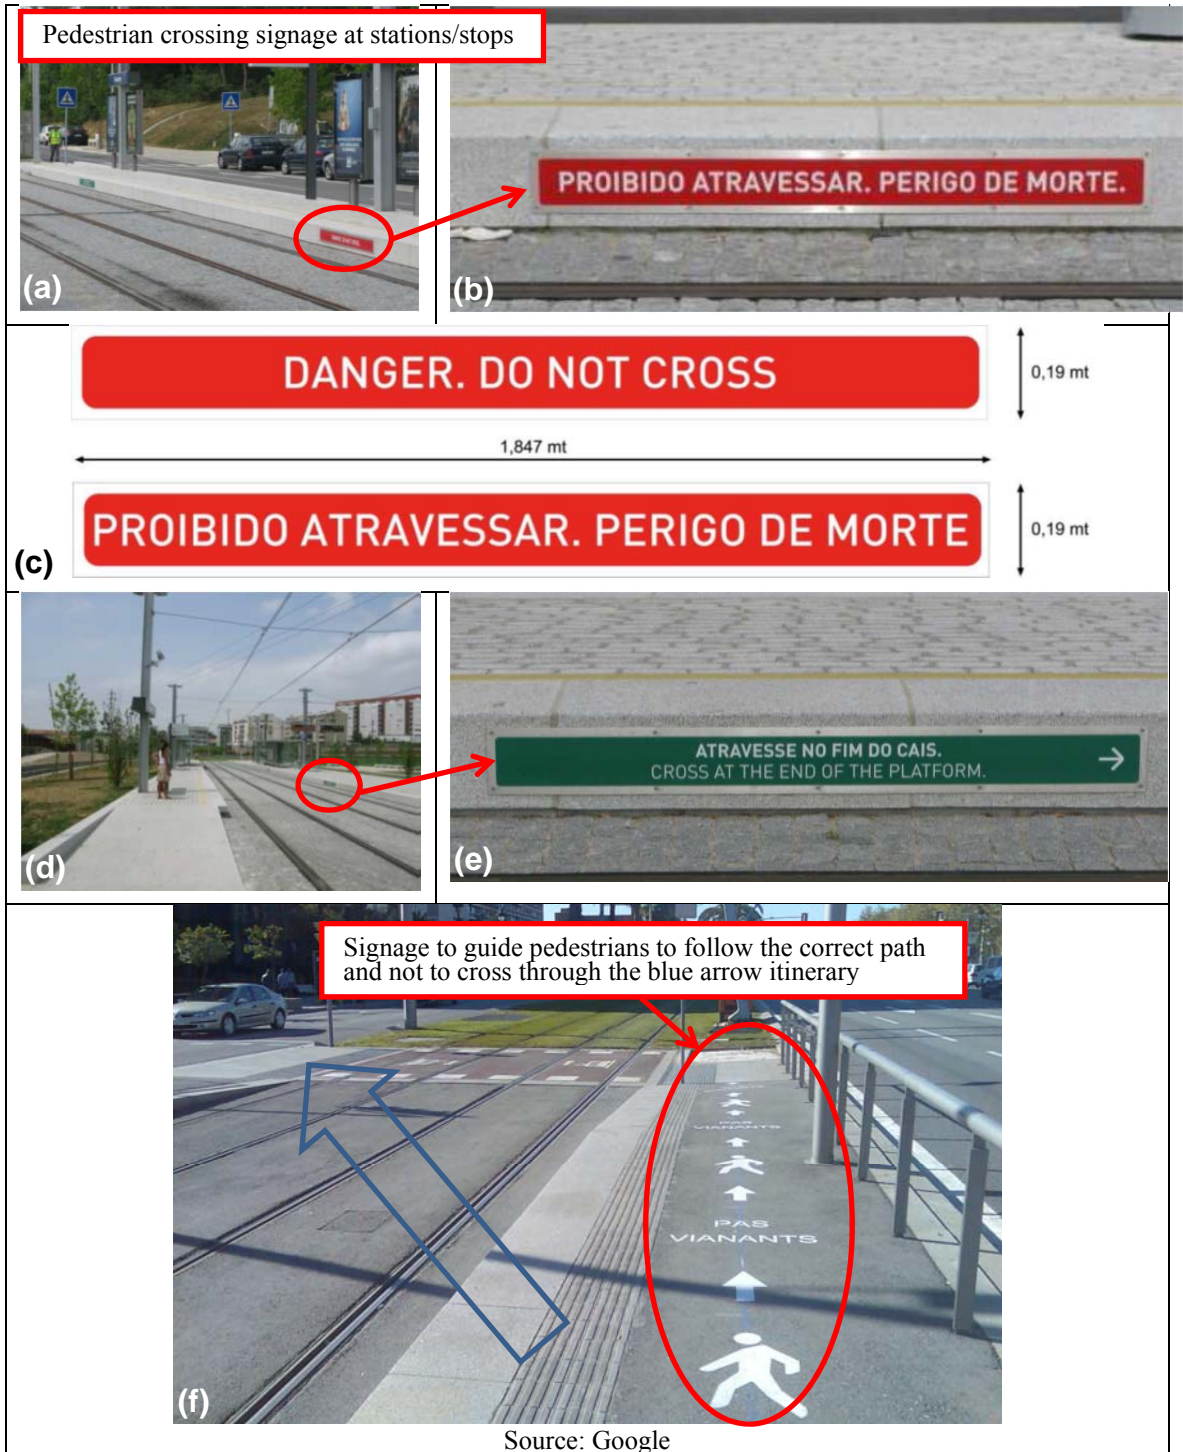 Pedestrian crossing signage at stations/stops
(a)
PROIBIDO ATRAVESSAR. PERIGO DE MORTE.
(b)
DANGER. DO NOT CROSS
0,19 mt
1,847 mt
PROIBIDO ATRAVESSAR. PERIGO DE MORTE
0,19 mt
(c)
(d)
ATRAVESSE NO FIM DO CAIS.
CROSS AT THE END OF THE PLATFORM.
(e)
Signage to guide pedestrians to follow the correct path
and not to cross through the blue arrow itinerary
PAS
VIANANTS
PAS
VIANANTS
(f)
Source: Google